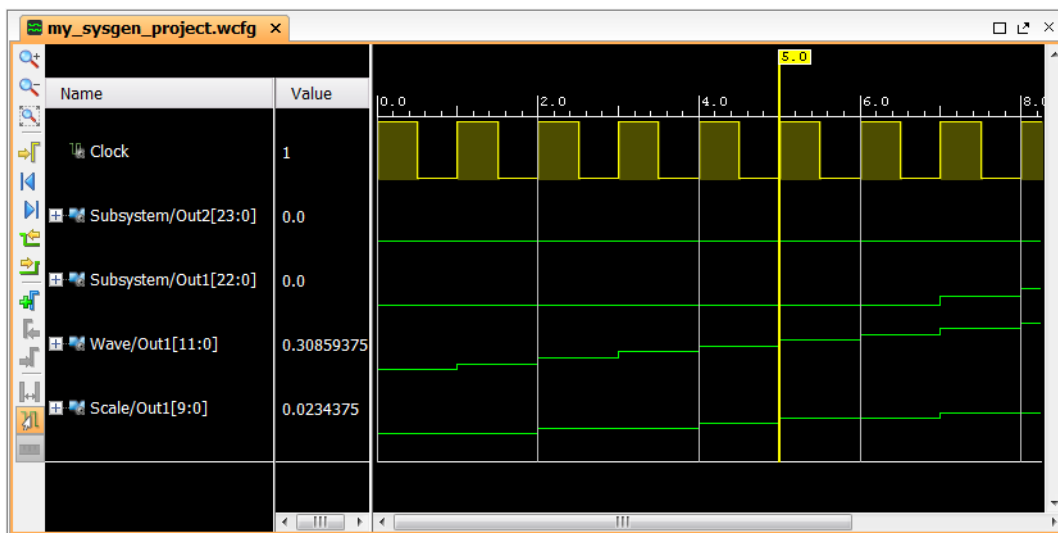 my_sysgen_project.wcfg
5.0
Name Value
0.0 2.0 4.0 6.0 8.0
Clock 1
Subsystem/Out2[23:0] 0.0
Subsystem/Out1[22:0] 0.0
Wave/Out1[11:0] 0.30859375
Scale/Out1[9:0] 0.0234375